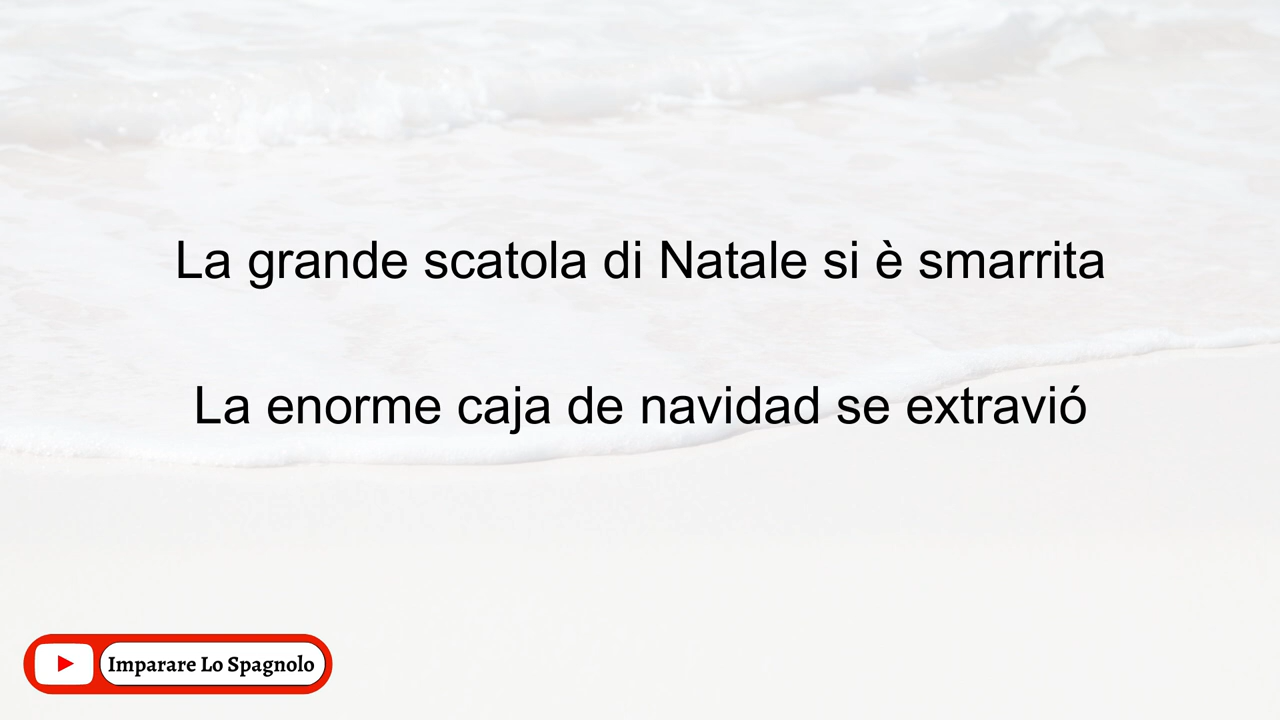 La grande scatola di Natale si è smarrita
La enorme caja de navidad se extravió
Imparare Lo Spagnolo